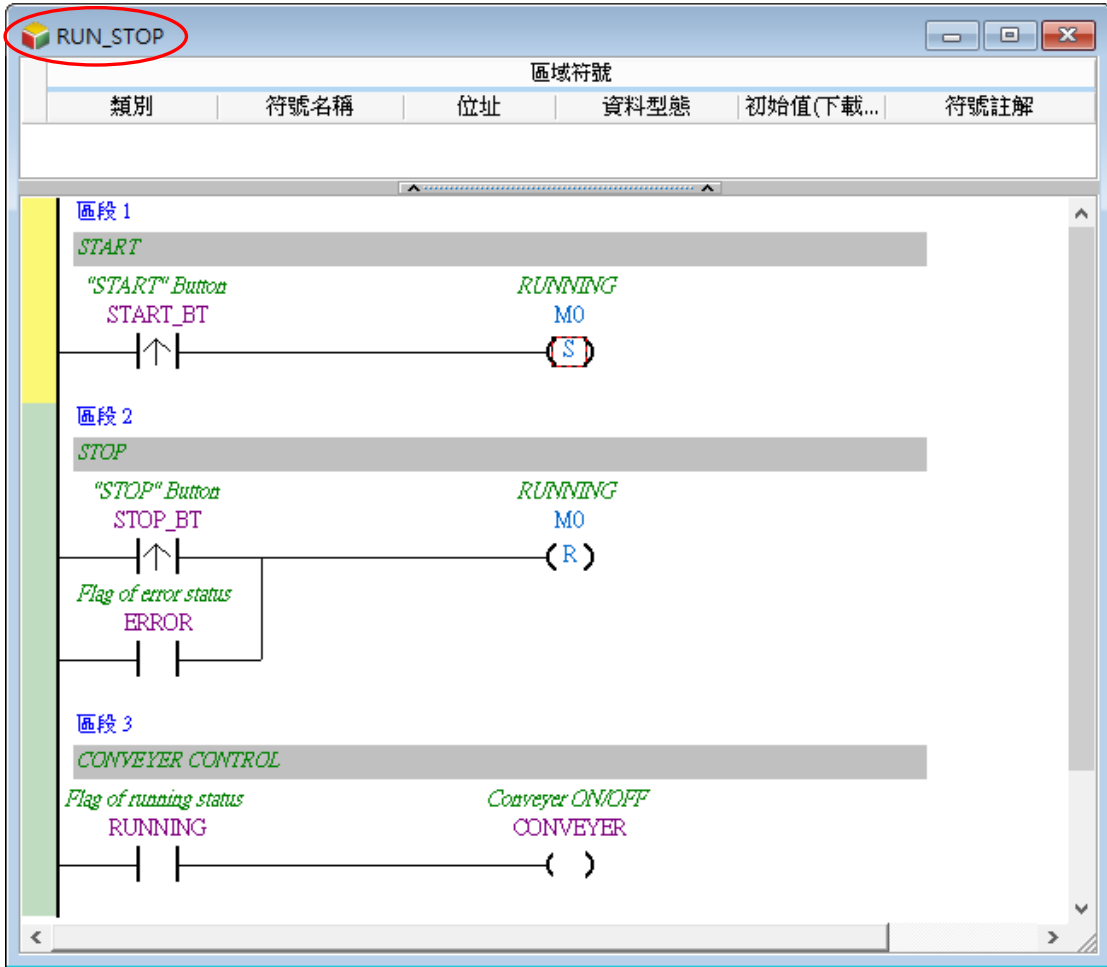 RUN_STOP
區域符號
類別 符號名稱 位址 資料型態 初始值(下載... 符號註解
區段 1
START
"START" Button RUNNING
START_BT M0
S
區段 2
STOP
"STOP" Button RUNNING
STOP_BT M0
R
Flag of error status
ERROR
區段 3
CONVEYER CONTROL
Flag of running status Conveyer ON/OFF
RUNNING CONVEYER